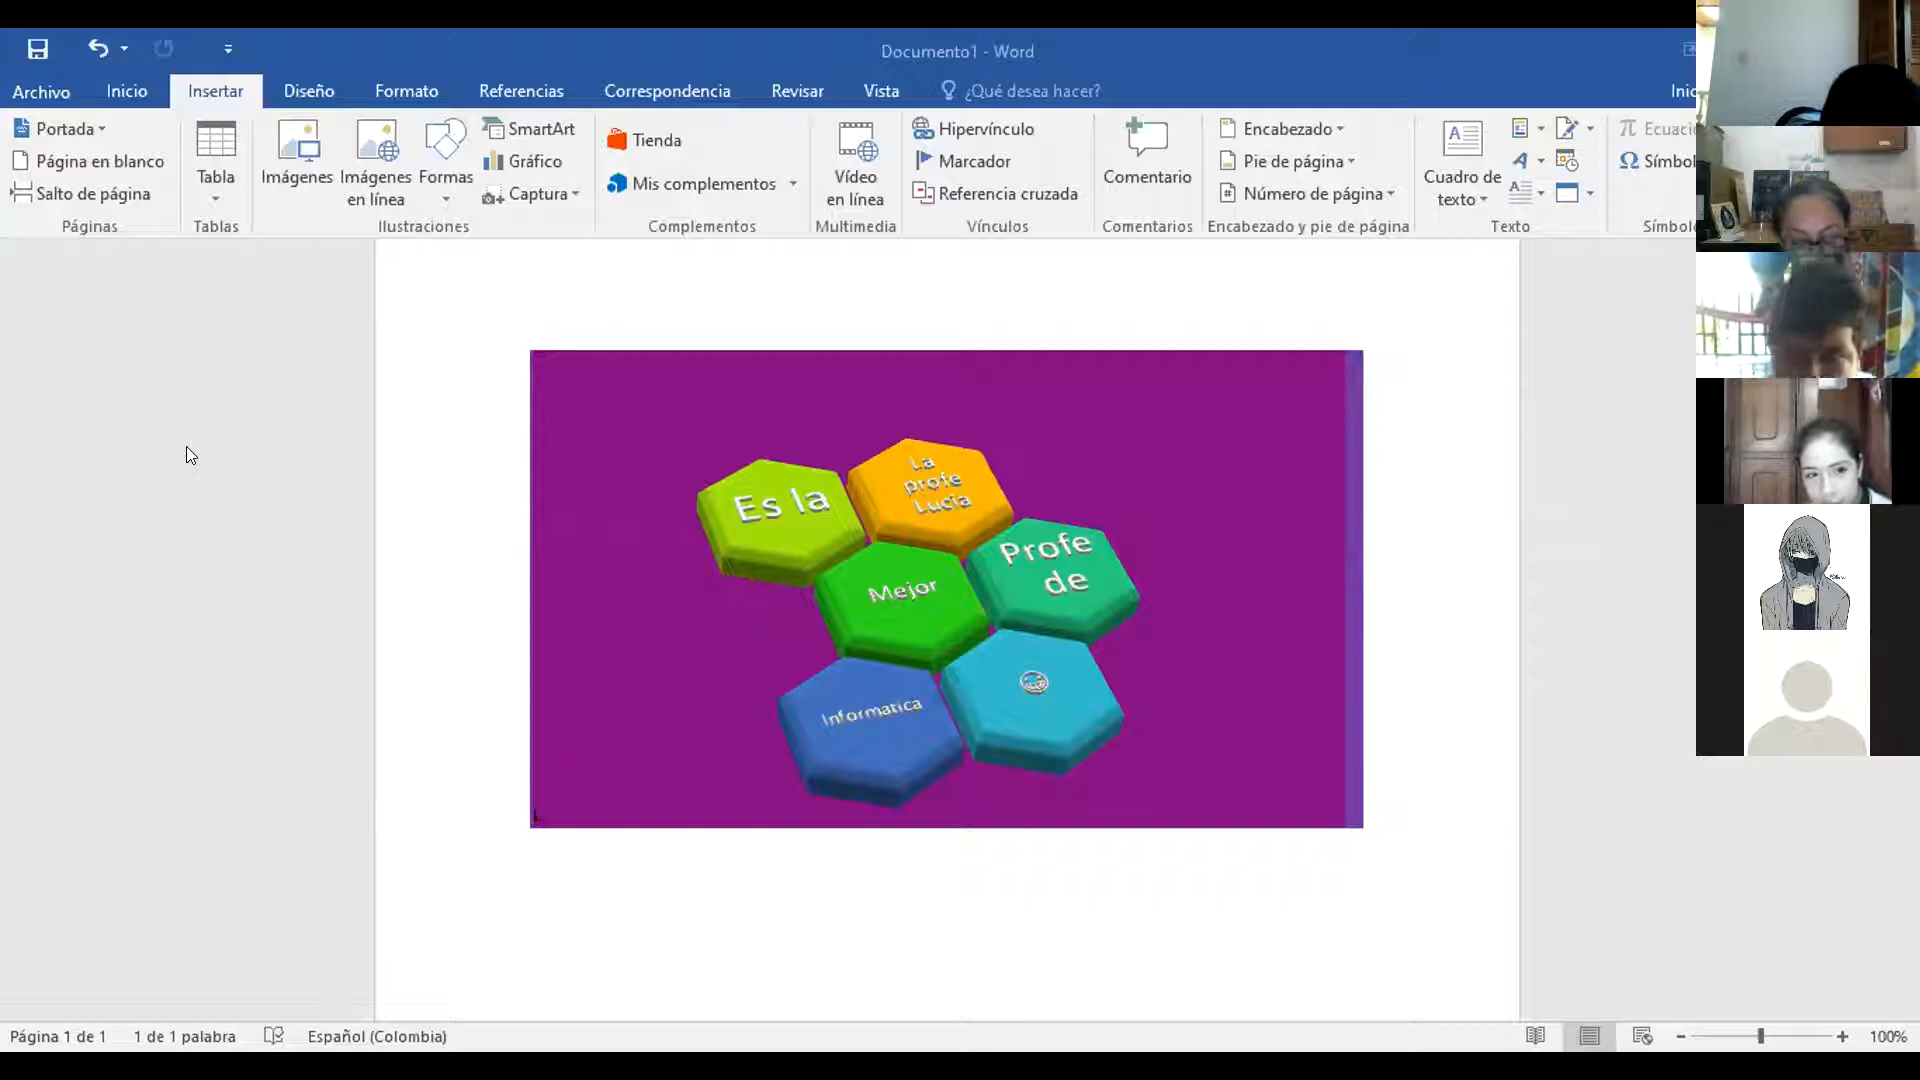 Documento1 - Word
Archivo Inicio Insertar Diseño Formato Referencias Correspondencia Revisar Vista ¿Qué desea hacer?
Portada
Página en blanco
Salto de página
Páginas
Tabla
Tablas
Imágenes
Imágenes
en línea
Formas
SmartArt
Gráfico
Captura
Ilustraciones
Tienda
Mis complementos
Complementos
Vídeo
en línea
Multimedia
Hipervínculo
Marcador
Referencia cruzada
Vínculos
Comentario
Comentarios
Encabezado
Pie de página
Número de página
Encabezado y pie de página
Cuadro de
texto
Texto
Es la
La
profe
Lucia
Profe
de
Mejor
Informatica
Página 1 de 1 1 de 1 palabra Español (Colombia) 100%